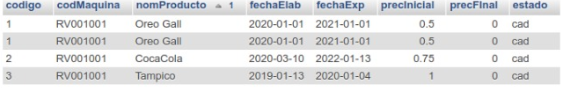 codigo codMaquina nomProducto 1 fechaElab fechaExp precInicial precFinal estado
1 RV001001 Oreo Gall 2020-01-01 2021-01-01 0.5 0 cad
1 RV001001 Oreo Gall 2020-01-01 2021-01-01 0.5 0 cad
2 RV001001 CocaCola 2020-03-10 2022-01-13 0.75 0 cad
3 RV001001 Tampico 2019-01-13 2020-01-04 1 0 cad